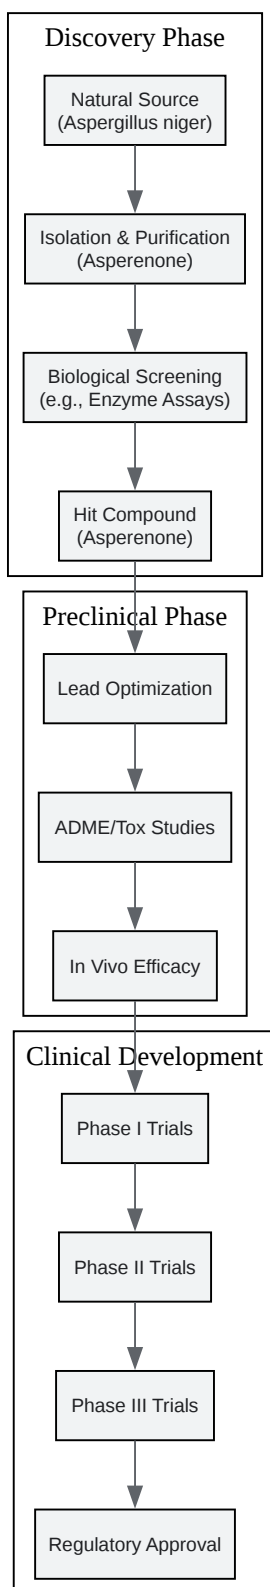 Discovery Phase
Natural Source
(Aspergillus niger)
Isolation & Purification
(Asperenone)
Biological Screening
(e.g., Enzyme Assays)
Hit Compound
(Asperenone)
Preclinical Phase
Lead Optimization
ADME/Tox Studies
In Vivo Efficacy
Clinical Development
Phase I Trials
Phase II Trials
Phase III Trials
Regulatory Approval